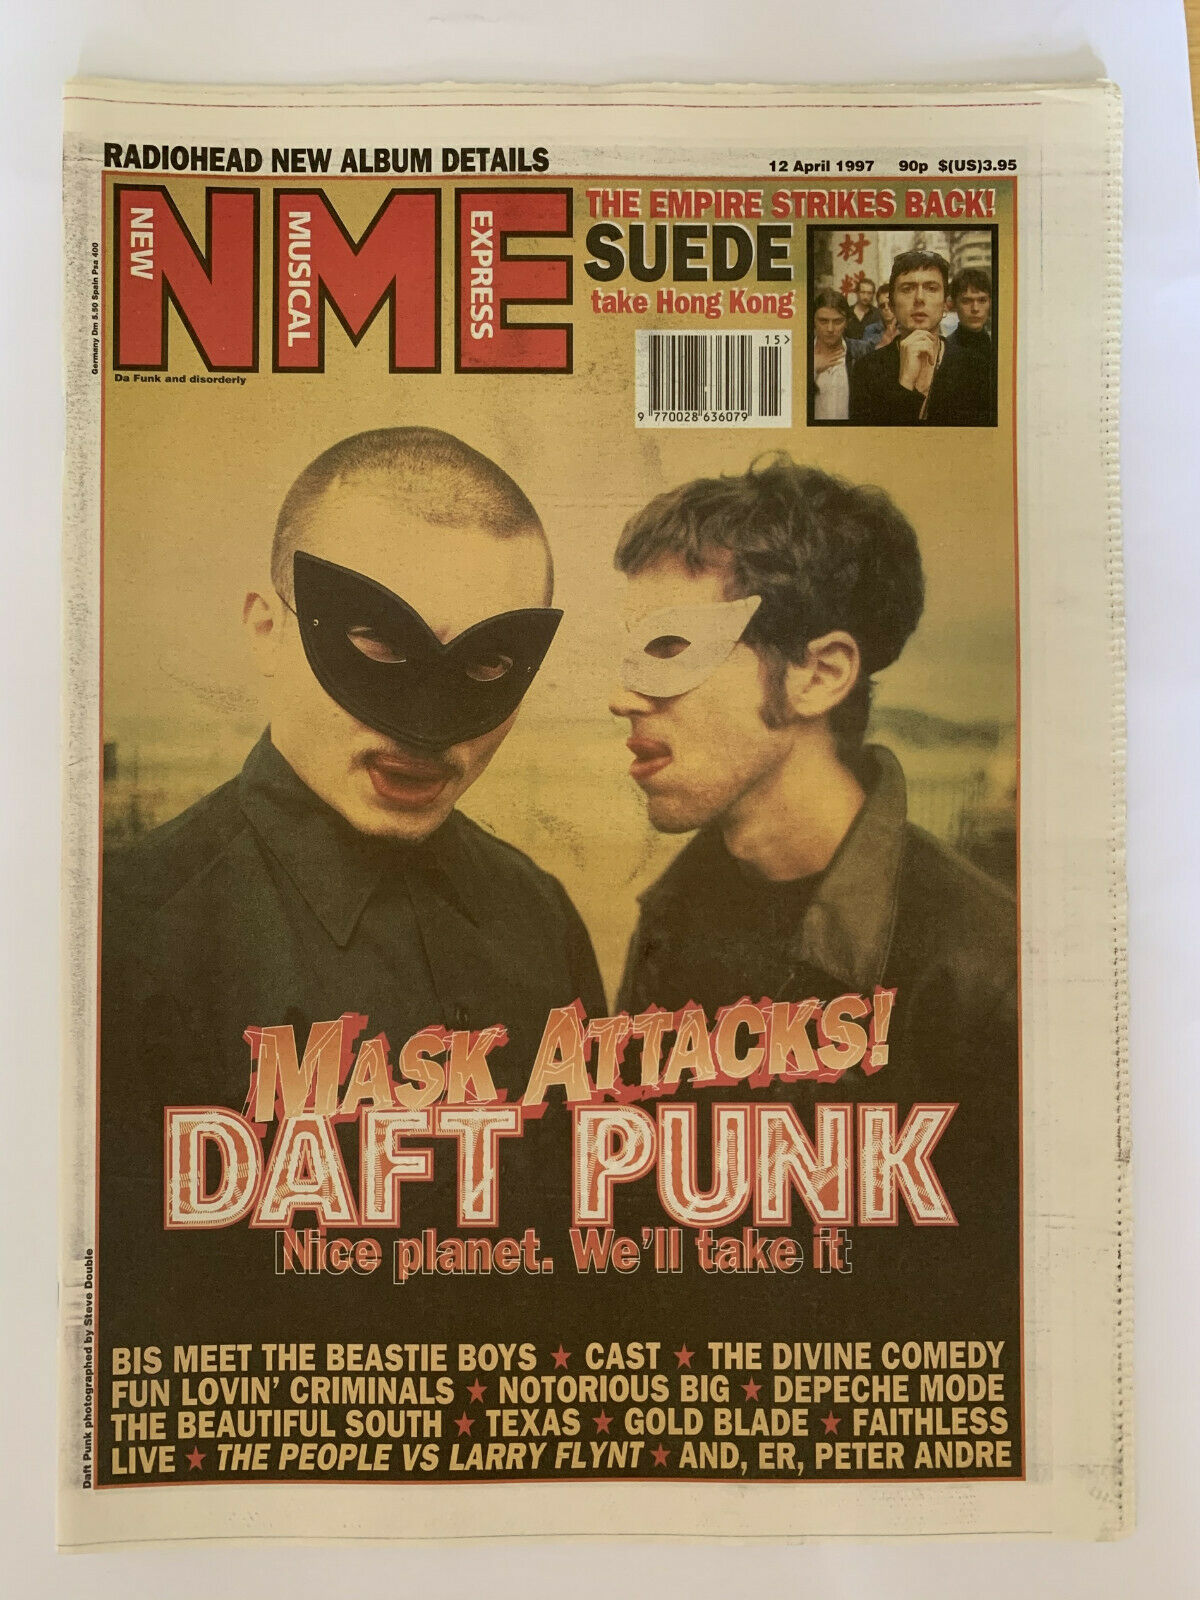 RADIOHEAD NEW ALBUM DETAILS
12 April 1997 90p $(US)3.95
NME
NEW
MUSICAL
EXPRESS
Germany Dm 5.50 Spain Psa 400
Da Funk and disorderly
THE EMPIRE STRIKES BACK!
SUEDE
take Hong Kong
材
料
15>
9 770028 636079
MASK ATTACKS!
DAFT PUNK
Nice planet. We'll take it
Daft Punk photographed by Steve Double
BIS MEET THE BEASTIE BOYS ★ CAST ★ THE DIVINE COMEDY
FUN LOVIN' CRIMINALS ★ NOTORIOUS BIG ★ DEPECHE MODE
THE BEAUTIFUL SOUTH ★ TEXAS ★ GOLD BLADE ★ FAITHLESS
LIVE ★ THE PEOPLE VS LARRY FLYNT ★ AND, ER, PETER ANDRE